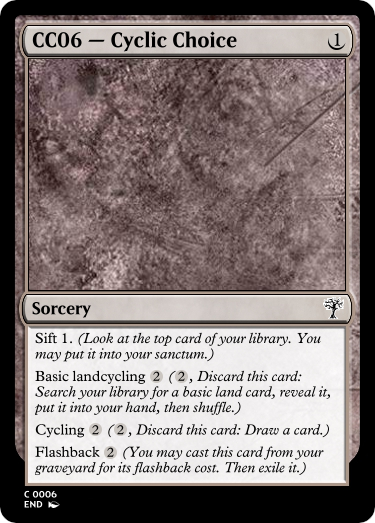 CC06 — Cyclic Choice 1
Sorcery
Sift 1. (Look at the top card of your library. You
may put it into your sanctum.)
Basic landcycling 2 (2, Discard this card:
Search your library for a basic land card, reveal it,
put it into your hand, then shuffle.)
Cycling 2 (2, Discard this card: Draw a card.)
Flashback 2 (You may cast this card from your
graveyard for its flashback cost. Then exile it.)
C 0006
END